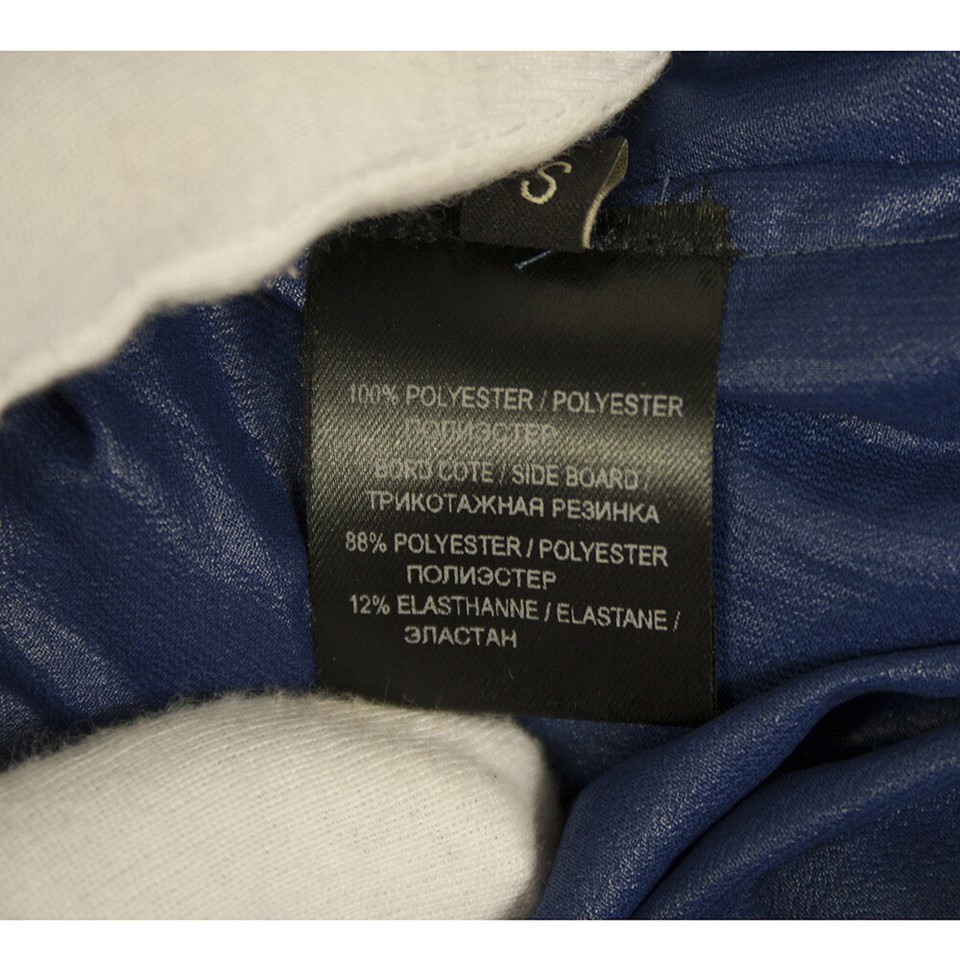 S
100% POLYESTER / POLYESTER
ПОЛИЭСТЕР
BORD COTE / SIDE BOARD /
ТРИКОТАЖНАЯ РЕЗИНКА
88% POLYESTER / POLYESTER
ПОЛИЭСТЕР
12% ELASTHANNE / ELASTANE /
ЭЛАСТАН